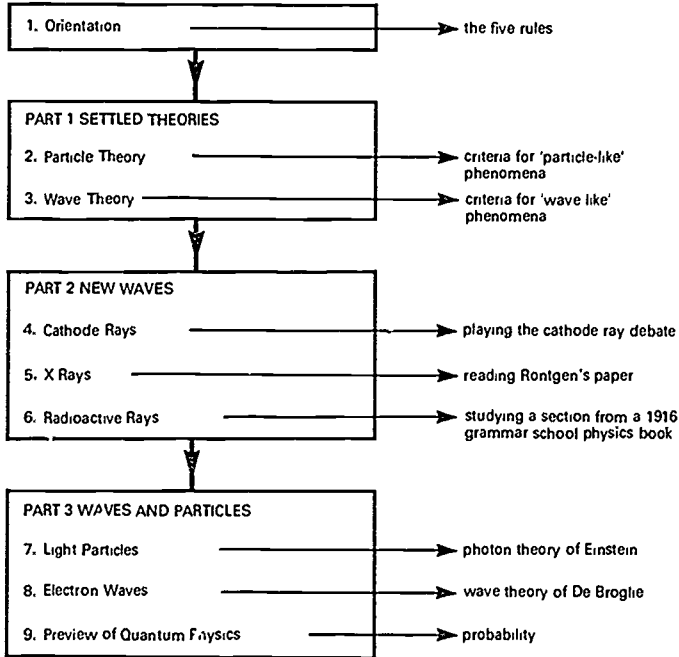 1. Orientation
the five rules
PART 1 SETTLED THEORIES
2. Particle Theory
criteria for 'particle-like'
phenomena
3. Wave Theory
criteria for 'wave like'
phenomena
PART 2 NEW WAVES
4. Cathode Rays
playing the cathode ray debate
5. X Rays
reading Rontgen's paper
6. Radioactive Rays
studying a section from a 1916
grammar school physics book
PART 3 WAVES AND PARTICLES
7. Light Particles
photon theory of Einstein
8. Electron Waves
wave theory of De Broglie
9. Preview of Quantum Physics
probability